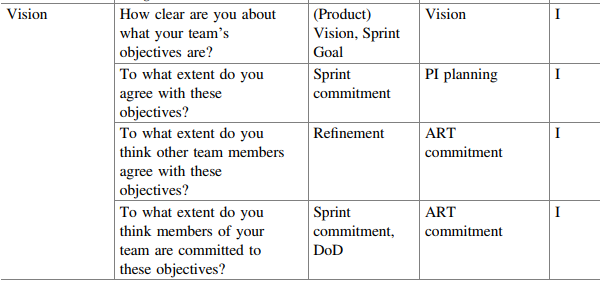 Vision How clear are you about (Product) Vision I
what your team's Vision, Sprint
objectives are? Goal
To what extent do you Sprint PI planning I
agree with these commitment
objectives?
To what extent do you Refinement ART I
think other team members commitment
agree with these
objectives?
To what extent do you Sprint ART I
think members of your commitment, commitment
team are committed to DoD
these objectives?